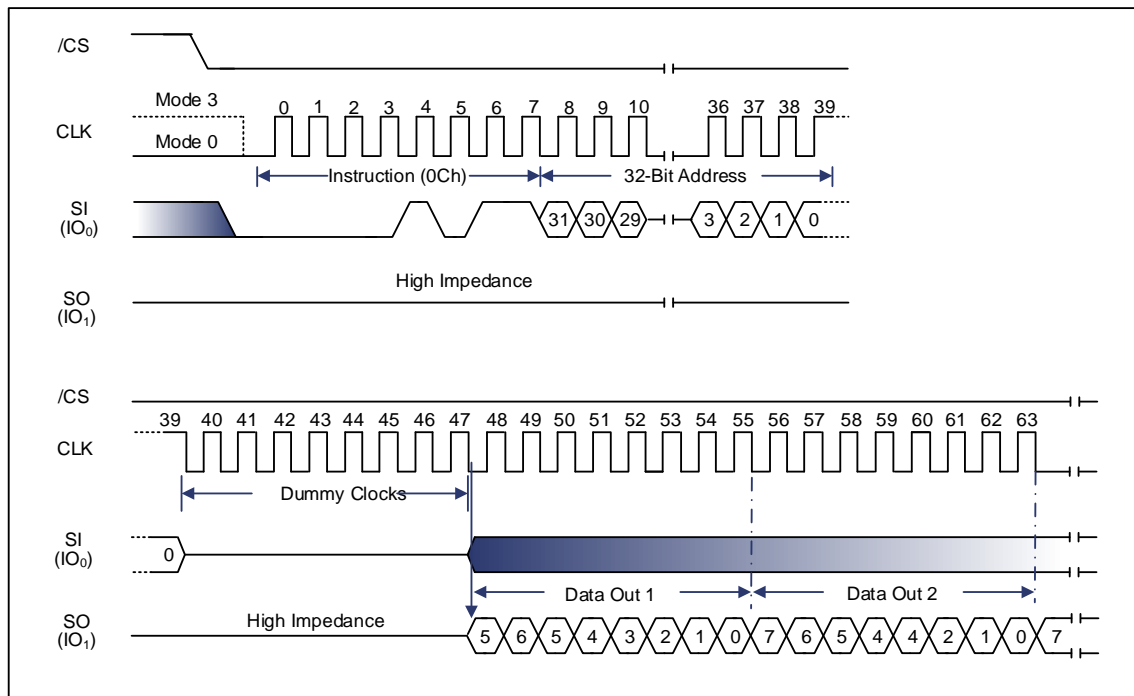 /CS
Mode 3
0 1 2 3 4 5 6 7 8 9 10 36 37 38 39
CLK
Mode 0
Instruction (0Ch) 32-Bit Address
SI
(IO0)
31 30 29 3 2 1 0
High Impedance
SO
(IO1)
/CS
39 40 41 42 43 44 45 46 47 48 49 50 51 52 53 54 55 56 57 58 59 60 61 62 63
CLK
Dummy Clocks
SI
(IO0)
0
Data Out 1 Data Out 2
High Impedance
SO
(IO1)
5 6 5 4 3 2 1 0 7 6 5 4 4 2 1 0 7